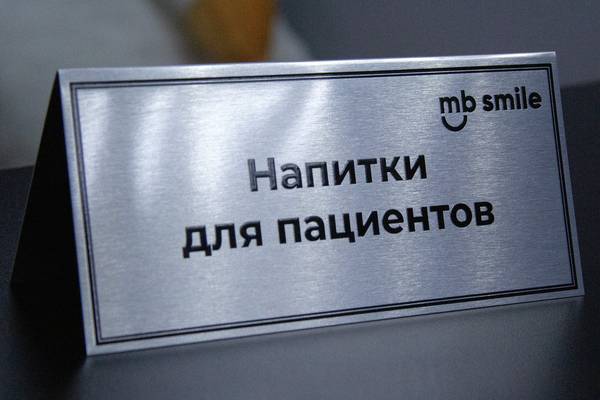 mb smile
Напитки
для пациентов